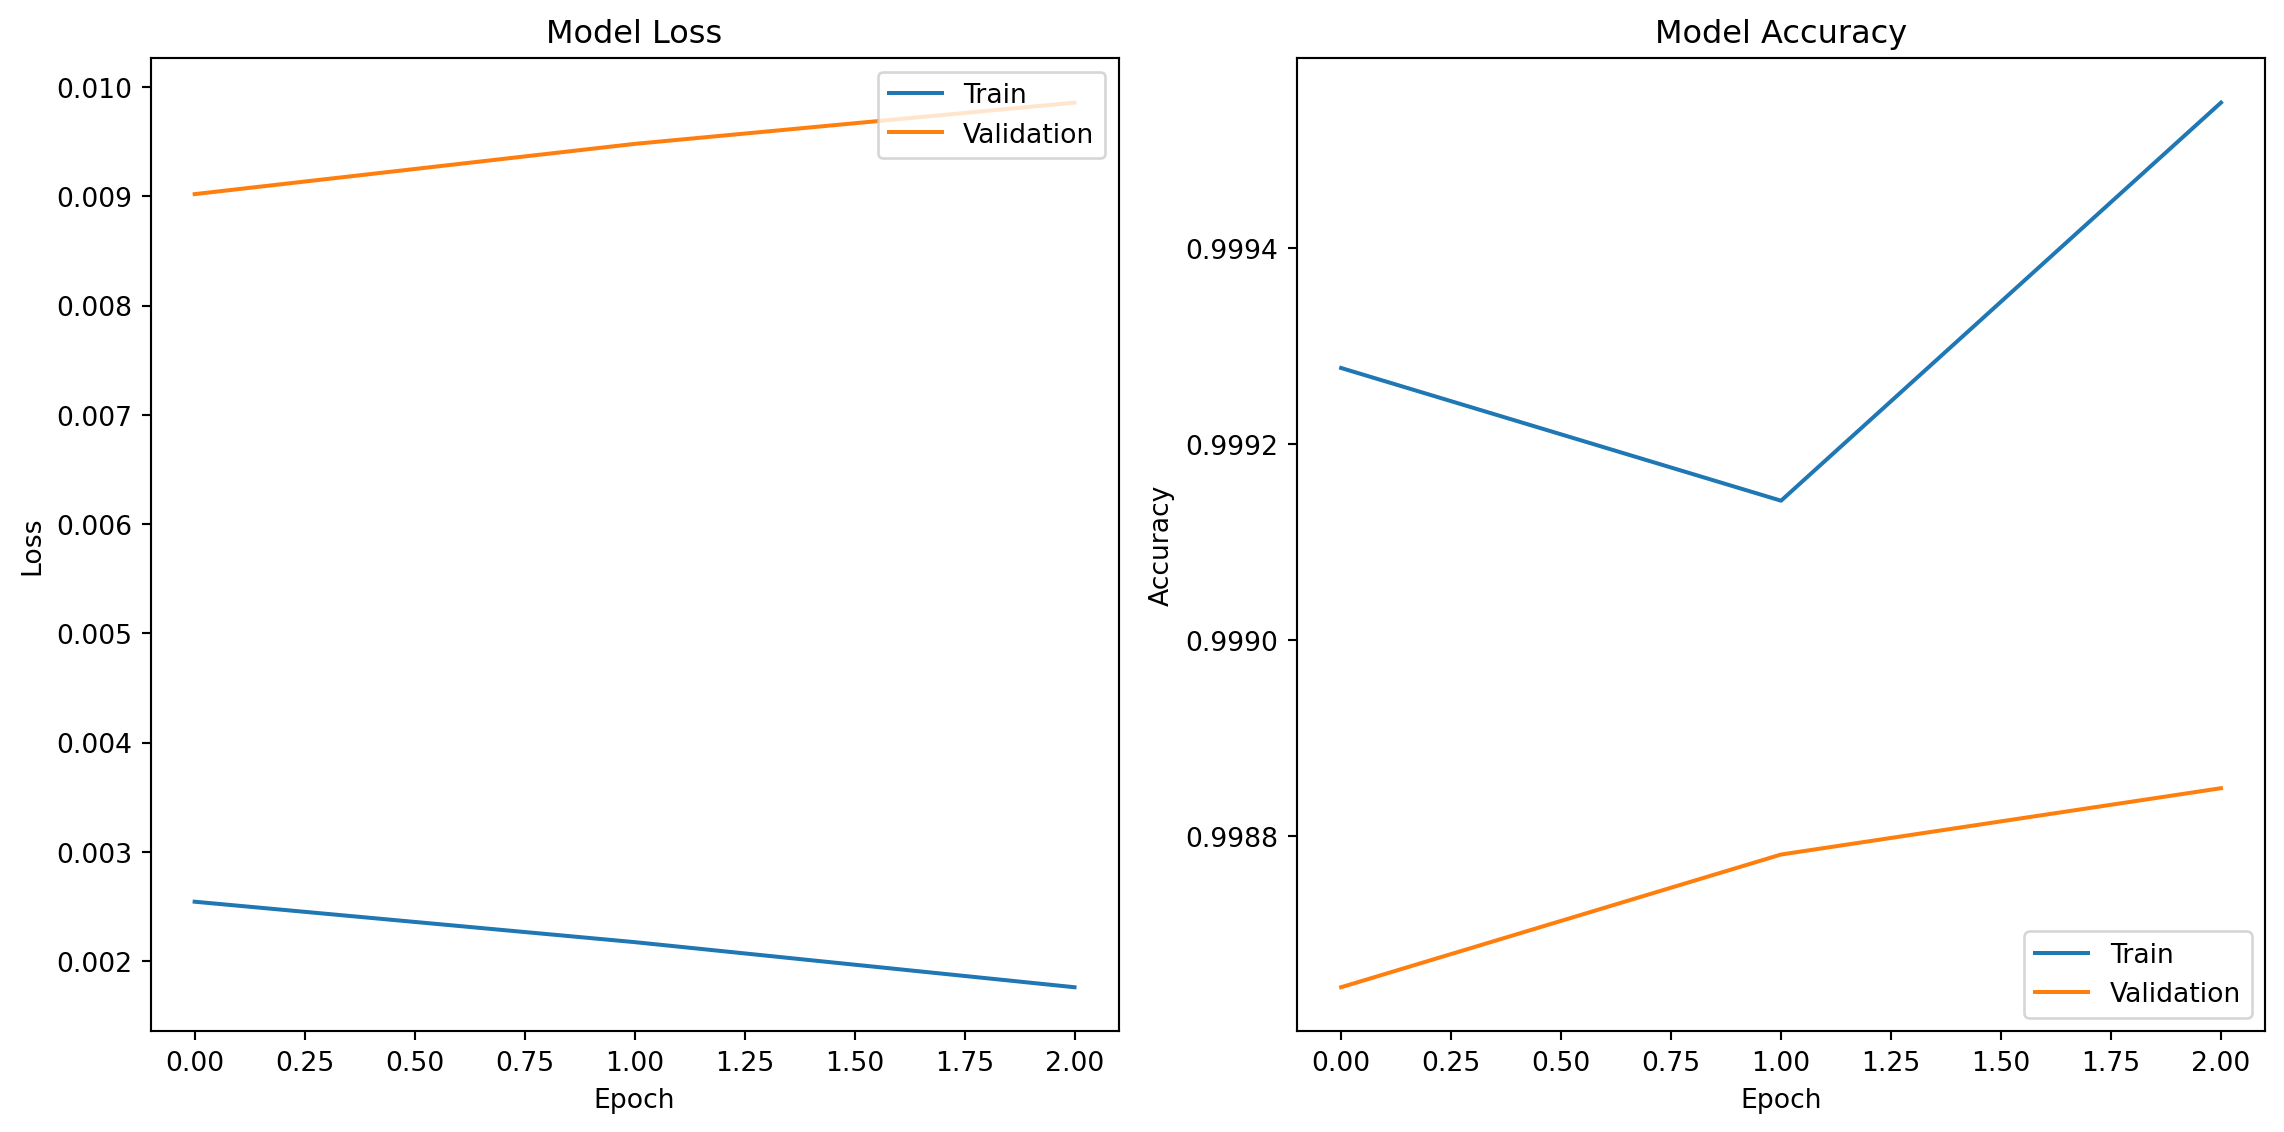 Model Loss
0.010
0.009
0.008
0.007
0.006
0.005
0.004
0.003
0.002
Loss
0.00 0.25 0.50 0.75 1.00 1.25 1.50 1.75 2.00
Epoch
Train
Validation
Model Accuracy
0.9994
0.9992
0.9990
0.9988
Accuracy
0.00 0.25 0.50 0.75 1.00 1.25 1.50 1.75 2.00
Epoch
Train
Validation